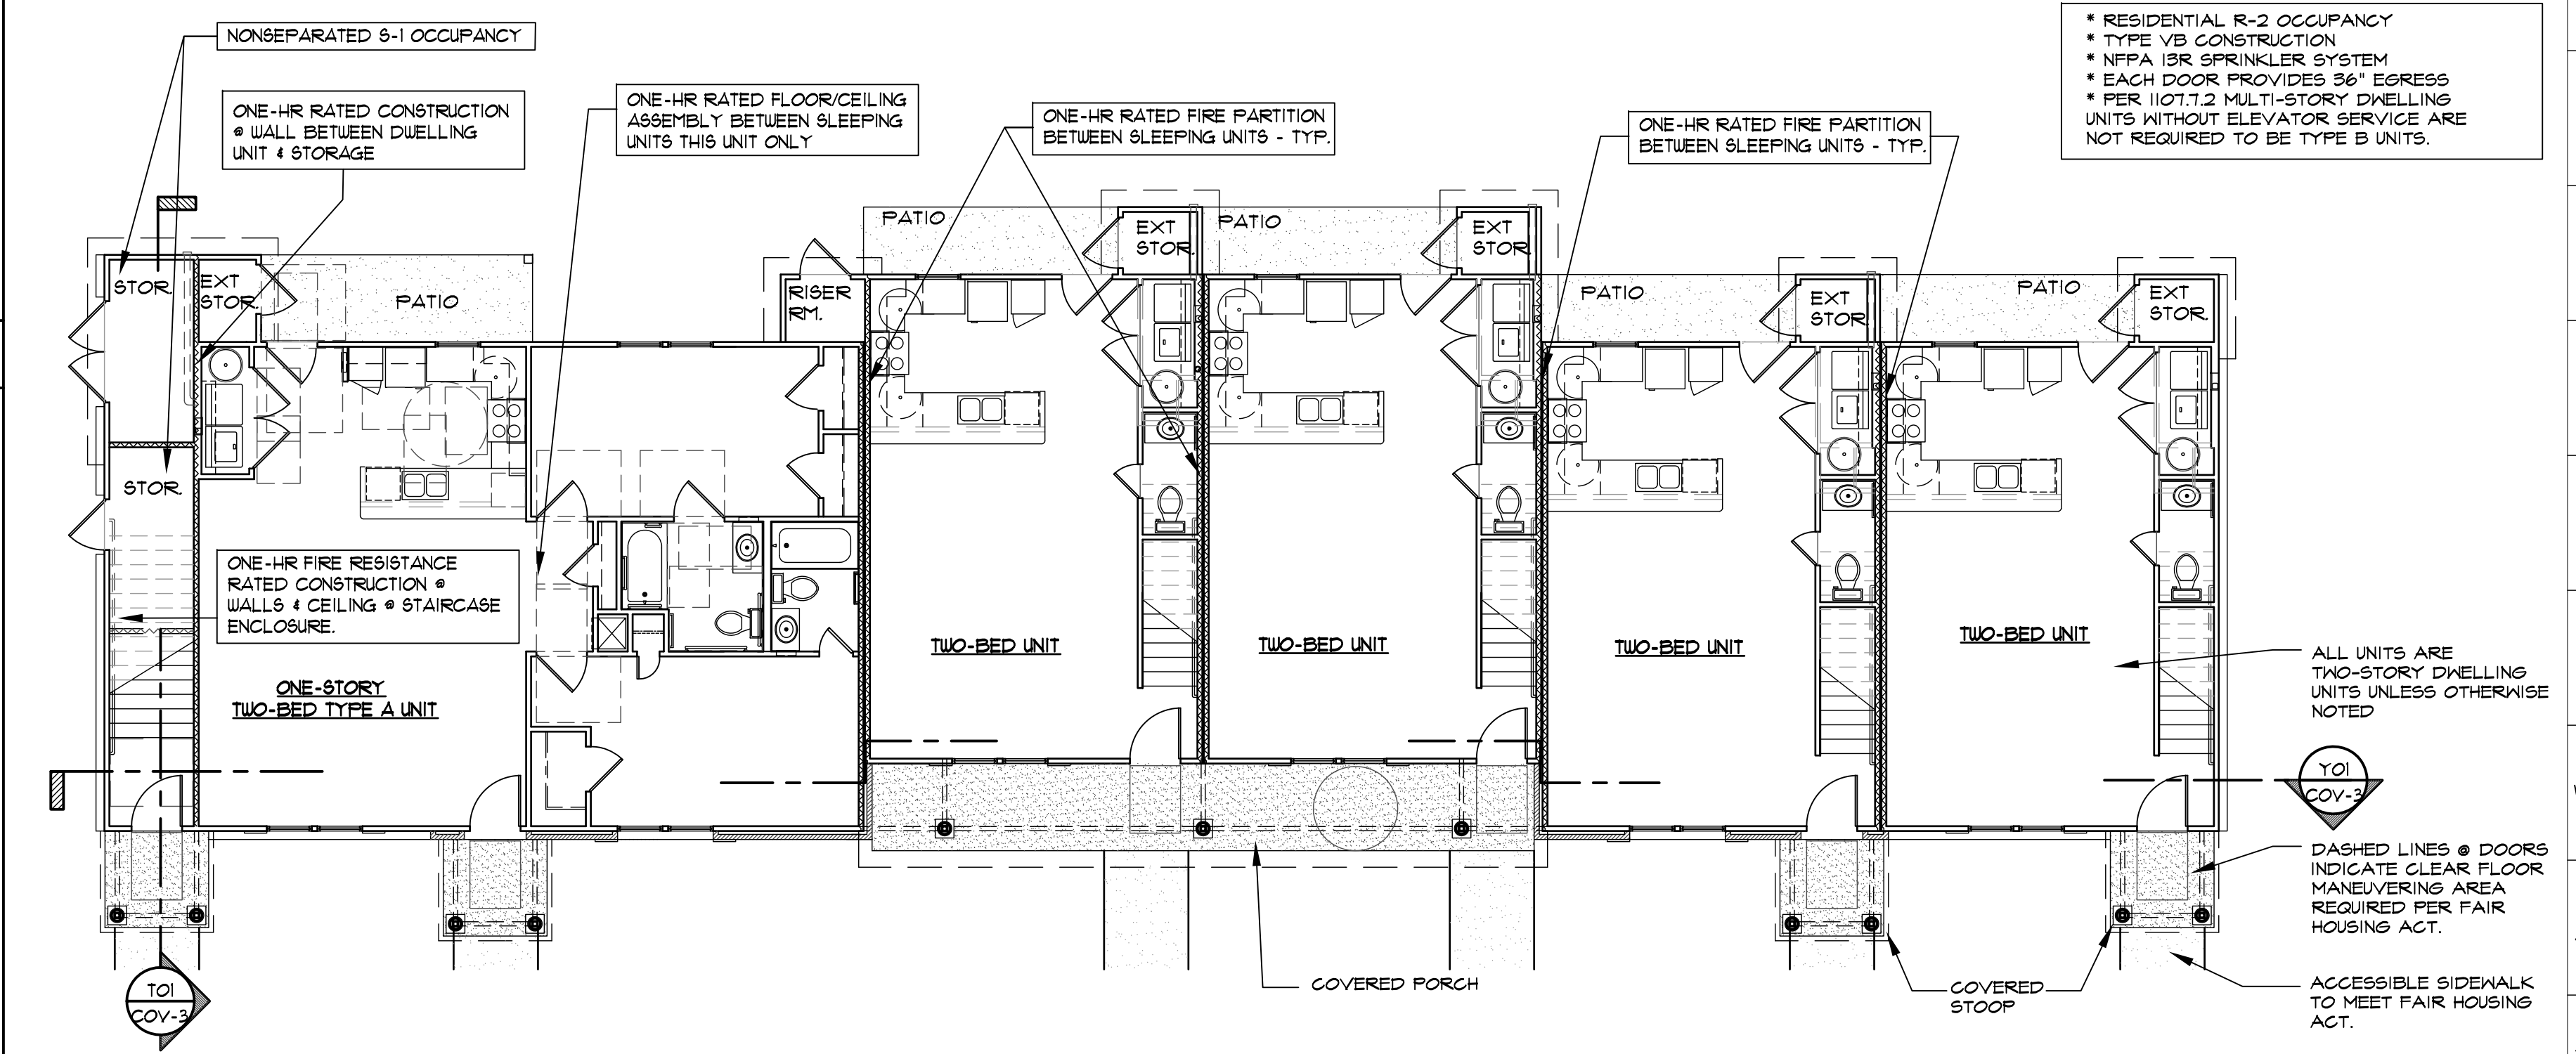 NONSEPARATED S-1 OCCUPANCY
ONE-HR RATED CONSTRUCTION
@ WALL BETWEEN DWELLING
UNIT & STORAGE
ONE-HR RATED FLOOR/CEILING
ASSEMBLY BETWEEN SLEEPING
UNITS THIS UNIT ONLY
ONE-HR RATED FIRE PARTITION
BETWEEN SLEEPING UNITS - TYP.
ONE-HR RATED FIRE PARTITION
BETWEEN SLEEPING UNITS - TYP.
* RESIDENTIAL R-2 OCCUPANCY
* TYPE VB CONSTRUCTION
* NFPA 13R SPRINKLER SYSTEM
* EACH DOOR PROVIDES 36" EGRESS
* PER 1107.7.2 MULTI-STORY DWELLING
UNITS WITHOUT ELEVATOR SERVICE ARE
NOT REQUIRED TO BE TYPE B UNITS.
STOR.
EXT
STOR.
PATIO
RISER
RM.
PATIO
EXT
STOR.
PATIO
EXT
STOR.
PATIO
EXT
STOR.
PATIO
EXT
STOR.
STOR.
ONE-HR FIRE RESISTANCE
RATED CONSTRUCTION @
WALLS & CEILING @ STAIRCASE
ENCLOSURE.
ONE-STORY
TWO-BED TYPE A UNIT
TWO-BED UNIT
TWO-BED UNIT
TWO-BED UNIT
TWO-BED UNIT
ALL UNITS ARE
TWO-STORY DWELLING
UNITS UNLESS OTHERWISE
NOTED
Y01
COV-3
DASHED LINES @ DOORS
INDICATE CLEAR FLOOR
MANEUVERING AREA
REQUIRED PER FAIR
HOUSING ACT.
T01
COV-3
COVERED PORCH
COVERED
STOOP
ACCESSIBLE SIDEWALK
TO MEET FAIR HOUSING
ACT.